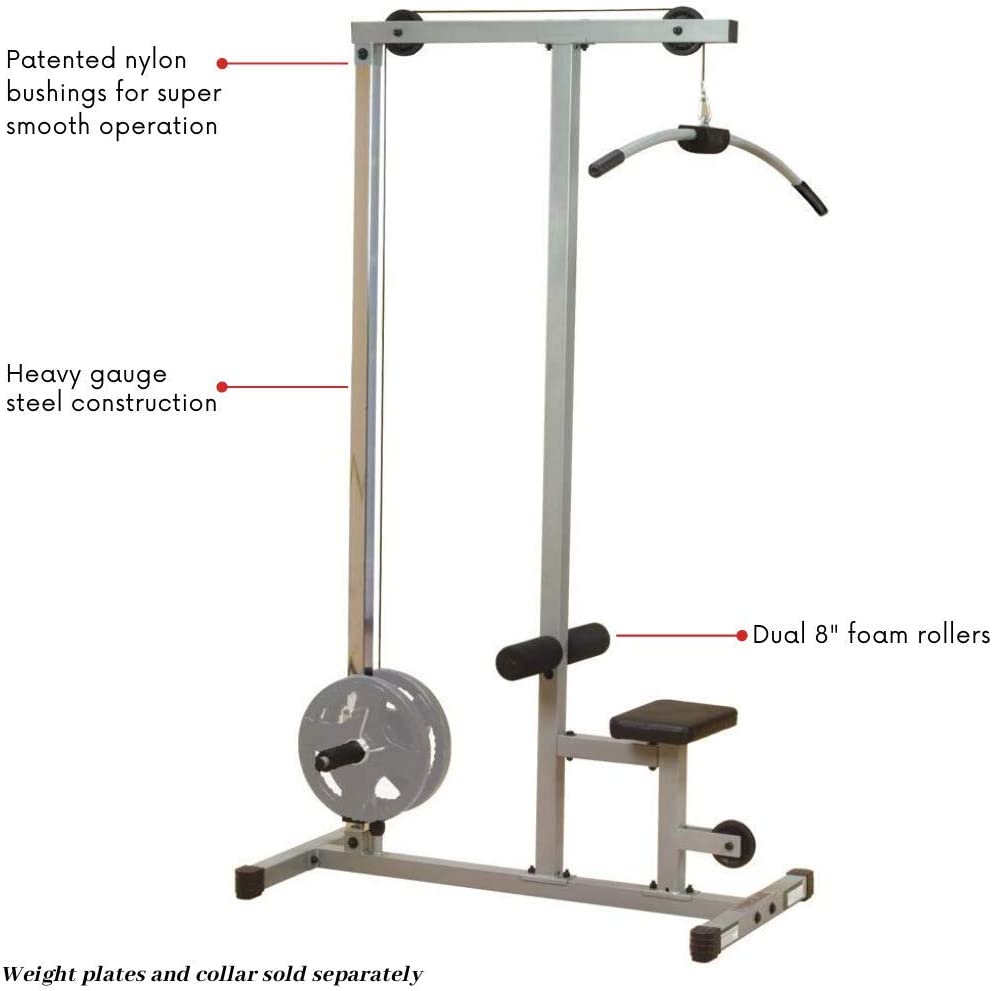 Patented nylon
bushings for super
smooth operation
Heavy gauge
steel construction
Dual 8" foam rollers
Weight plates and collar sold separately